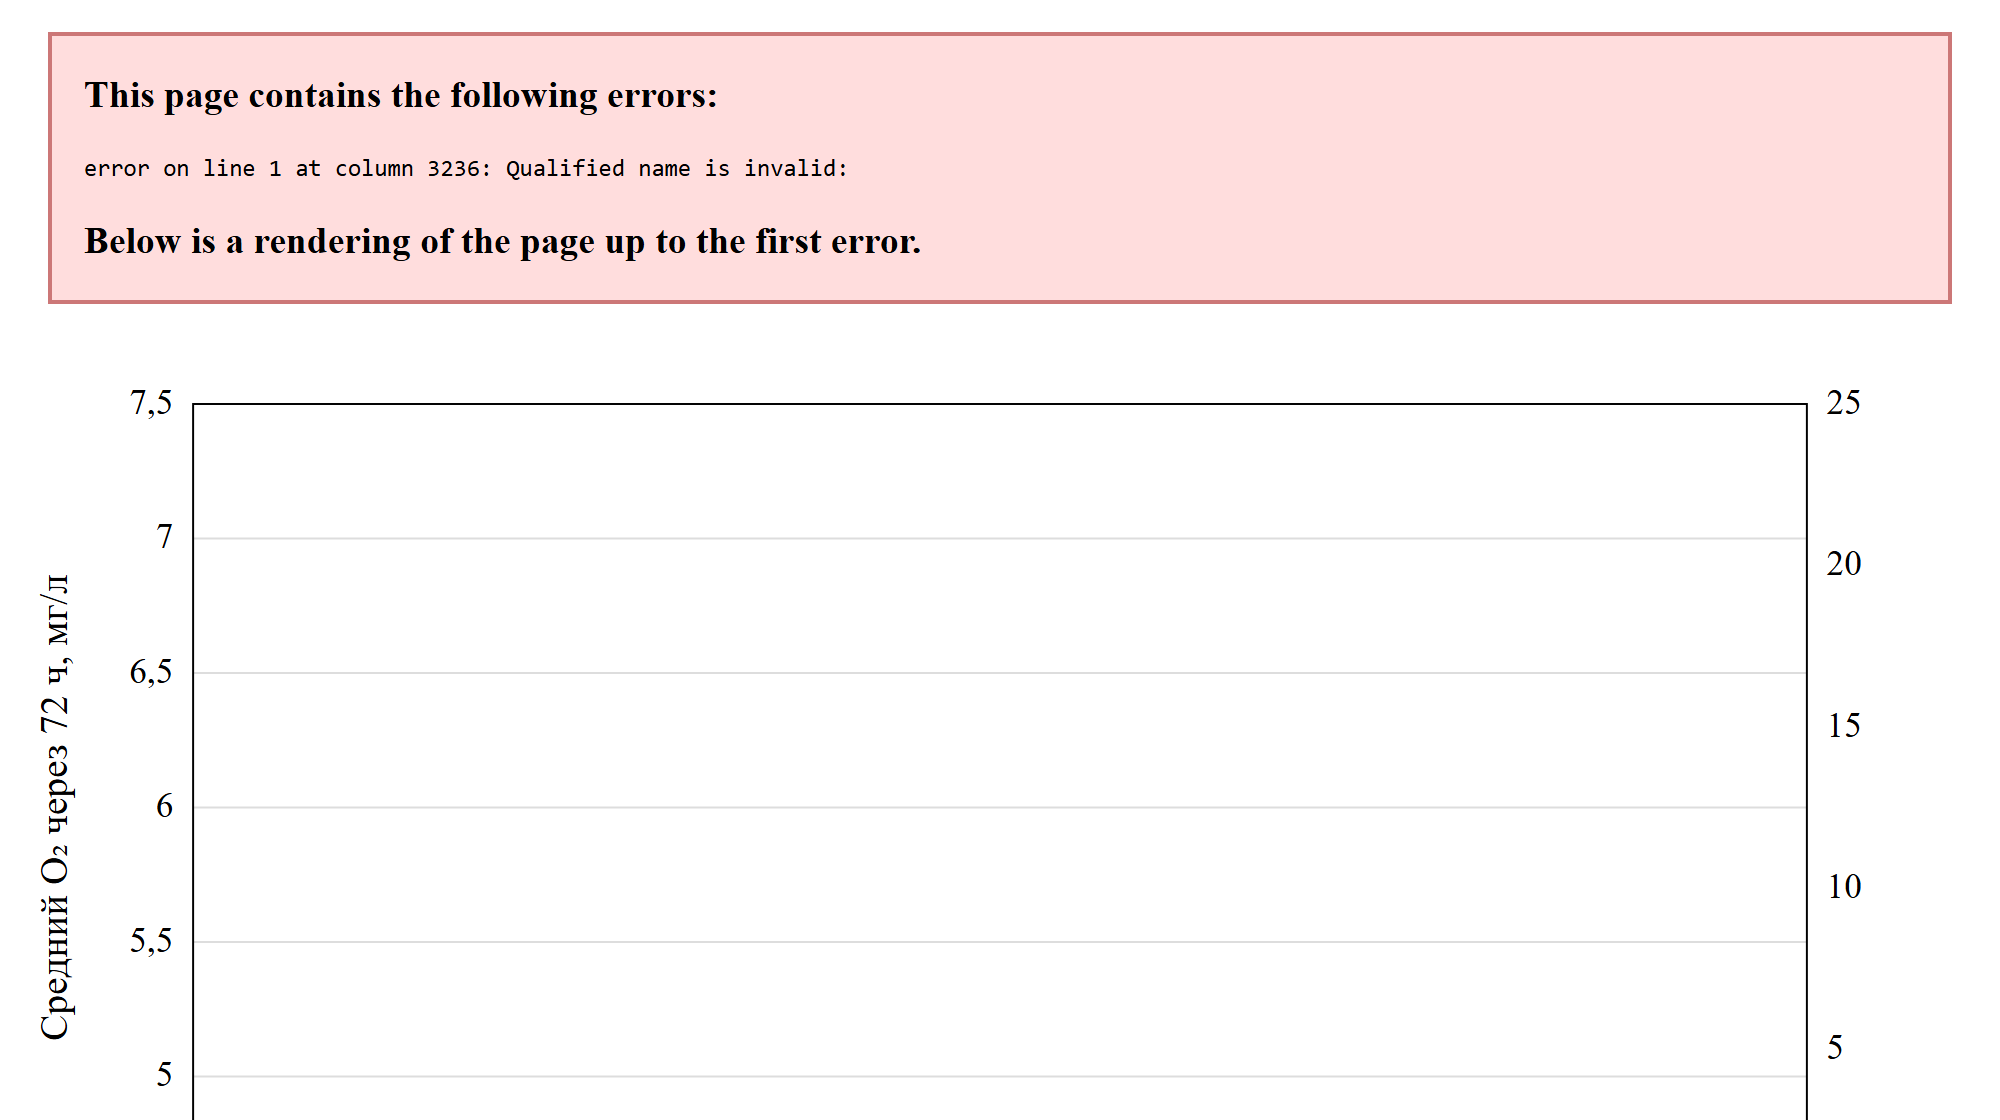 This page contains the following errors:
error on line 1 at column 3236: Qualified name is invalid:
Below is a rendering of the page up to the first error.
7,5
7
6,5
6
5,5
5
Средний O₂ через 72 ч, мг/л
25
20
15
10
5